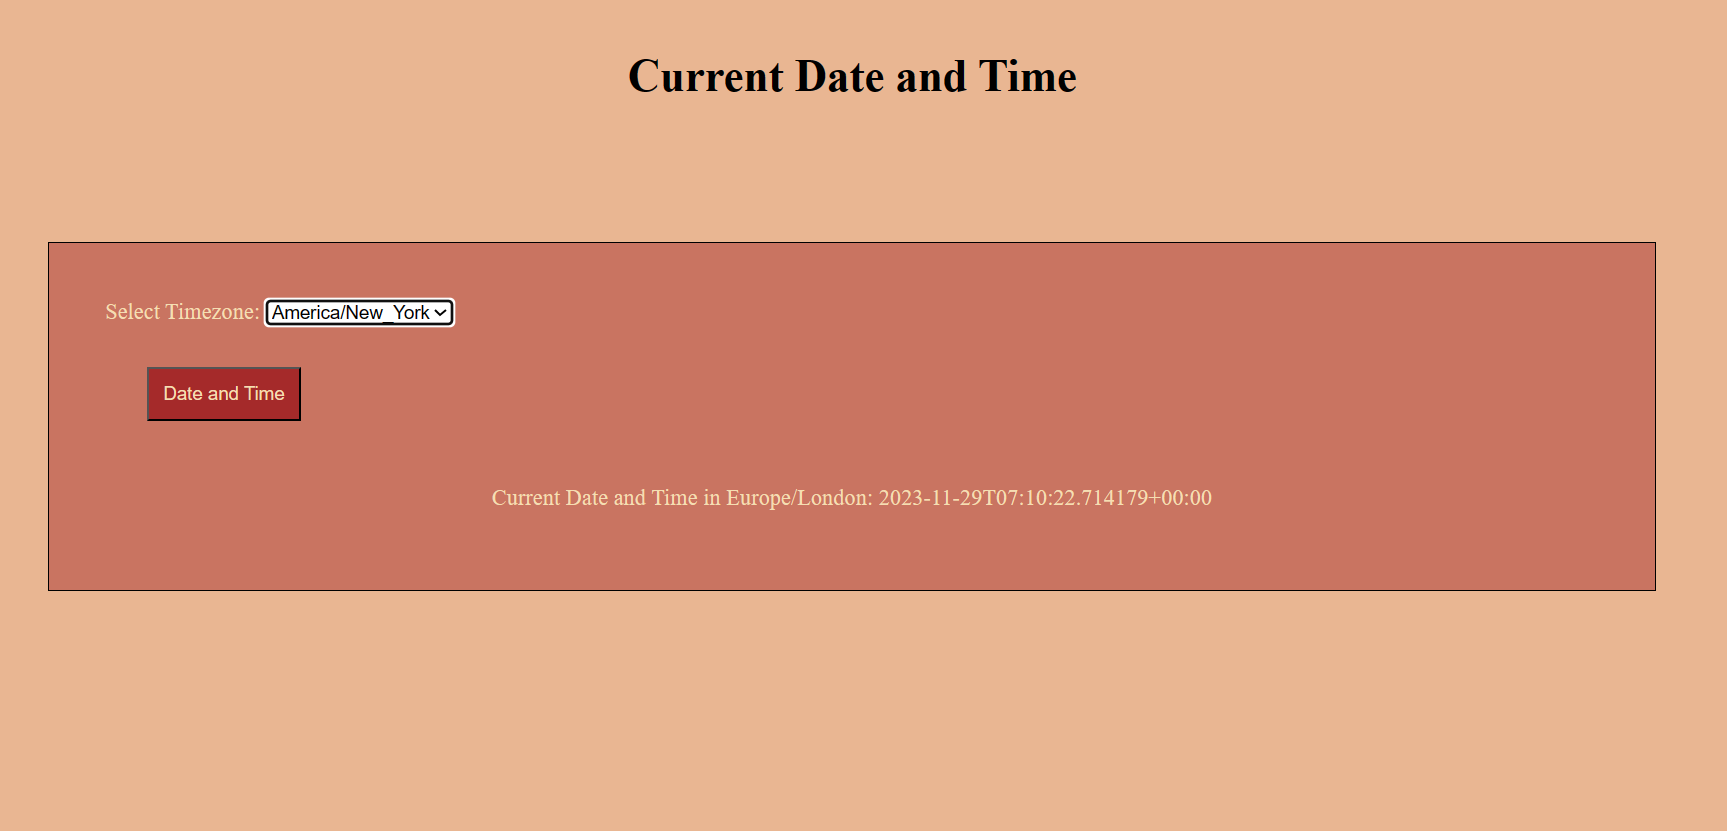 Current Date and Time
Select Timezone: America/New_York
Date and Time
Current Date and Time in Europe/London: 2023-11-29T07:10:22.714179+00:00